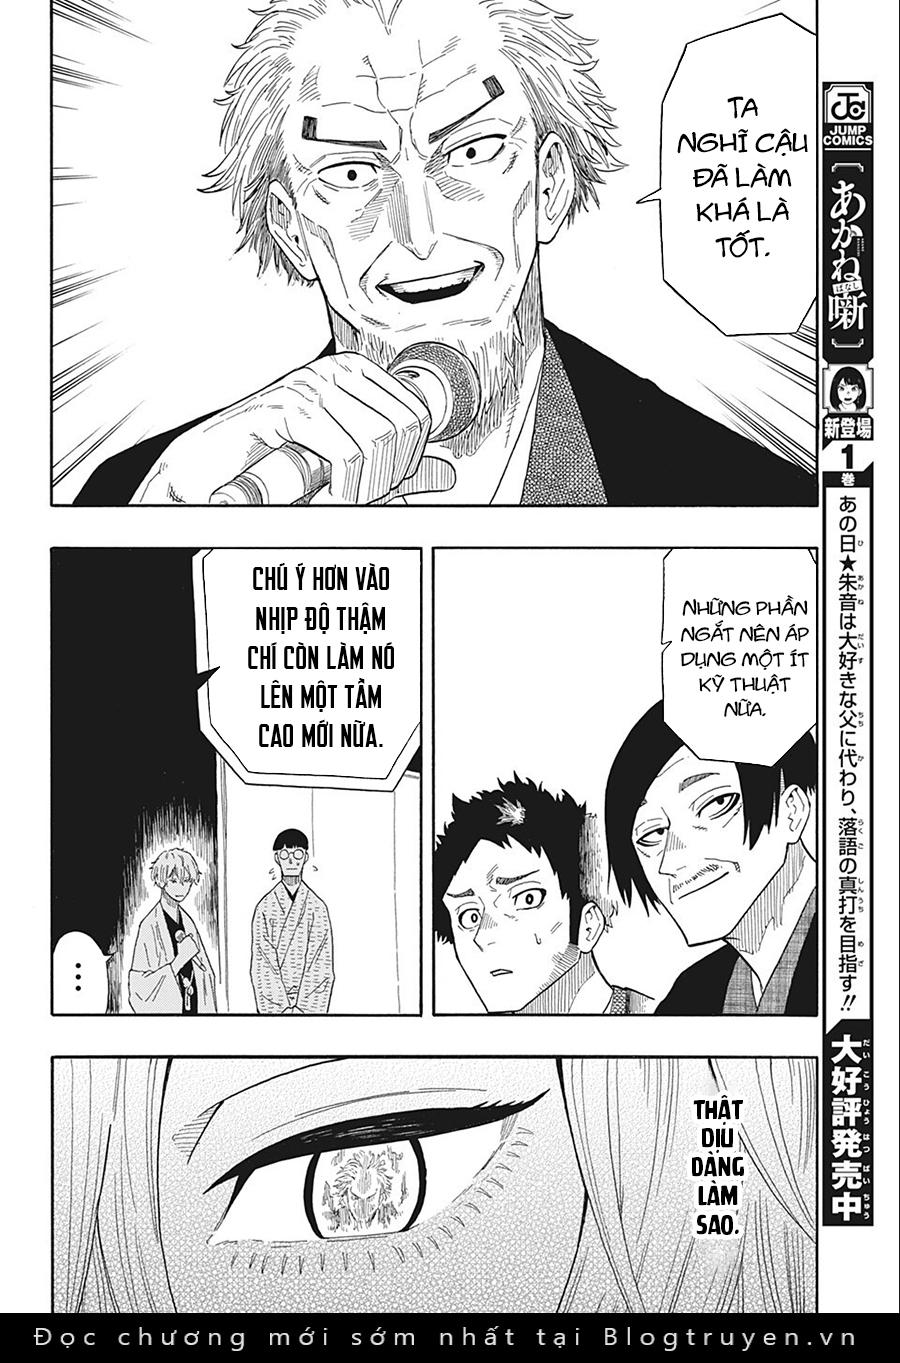 TA
NGHĨ CẬU
ĐÃ LÀM
KHÁ LÀ
TỐT.
NHỮNG PHẦN
NGẮT NÊN ÁP
DỤNG MỘT ÍT
KỸ THUẬT
NỮA.
CHÚ Ý HƠN VÀO
NHỊP ĐỘ THẬM
CHÍ CÒN LÀM NÓ
LÊN MỘT TẦM
CAO MỚI NỮA.
...
THẬT
DỊU
DÀNG
LÀM
SAO.
JC
JUMP
COMICS
[あかね噺]
ばなし
新登場
1
巻
あの日★朱音は大好きな父に代わり、落語の真打を目指す!!
大好評発売中
Đọc chương mới sớm nhất tại Blogtruyen.vn